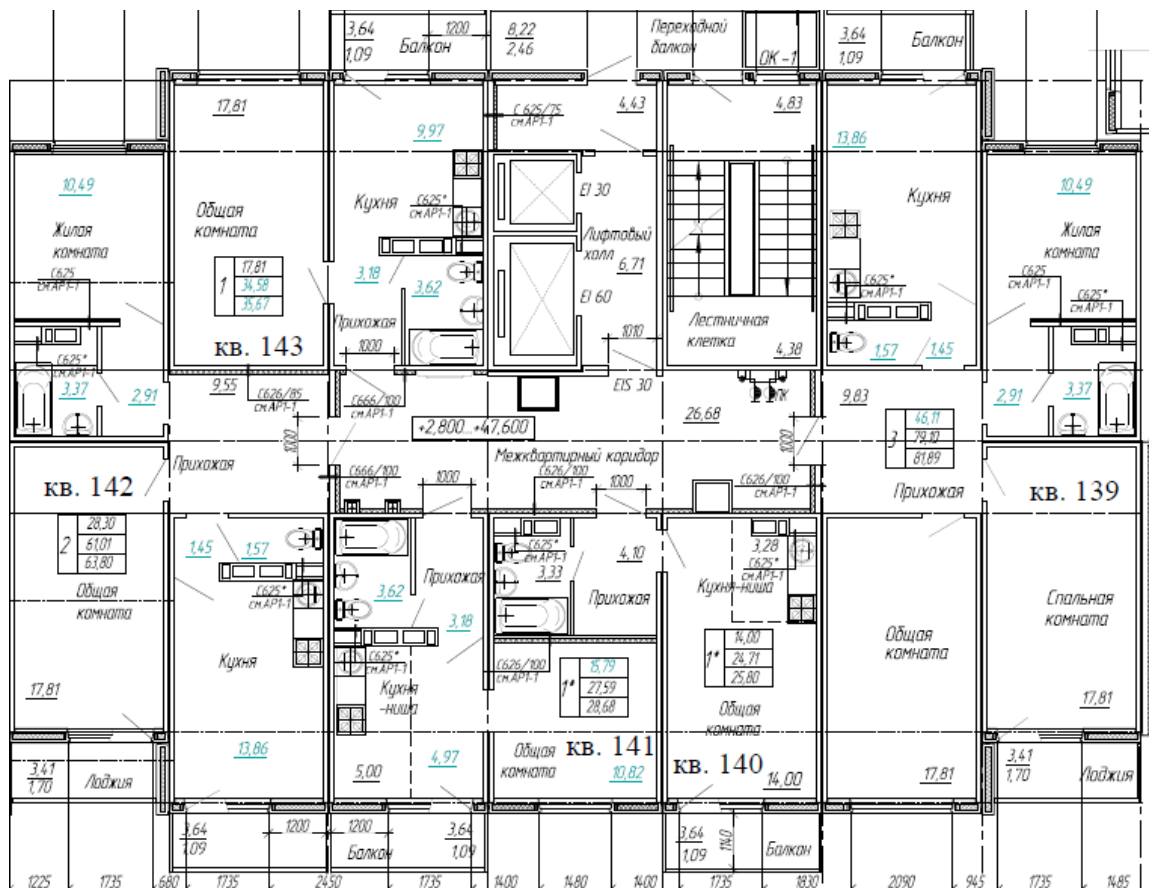 3,64
1,09
1200
Балкон
8,22
2,46
Переходной
балкон
ОК-1
3,64
1,09
Балкон
17,81
С 625/75
см.АР1-1
4,43
4,83
9,97
13,86
10,49
Жилая
комната
С625
см.АР1-1
Общая
комната
Кухня
С625*
см.АР1-1
EI 30
Лифтовый
холл
6,71
EI 60
Кухня
10,49
Жилая
комната
С625
см.АР1-1
С625*
см.АР1-1
С625*
см.АР1-1
1
17,81
34,58
35,67
3,18
3,62
Прихожая
кв. 143
1000
1010
Лестничная
клетка
4,38
1,57
1,45
С625*
см.АР1-1
3,37
2,91
9,55
С626/85
см.АР1-1
С666/100
см.АР1-1
EIS 30
ПК
26,68
9,83
2,91
3,37
+2,800...+47,600
1000
1000
3
46,11
79,10
81,89
Прихожая
Межквартирный коридор
С666/100
см.АР1-1
1000
С626/100
см.АР1-1
1000
С626/100
см.АР1-1
Прихожая
кв. 142
кв. 139
2
28,30
61,01
63,80
1,45
1,57
Общая
комната
С625*
см.АР1-1
3,62
Прихожая
3,18
С625*
см.АР1-1
3,33
4,10
Прихожая
3,28
С625*
см.АР1-1
Кухня-ниша
Общая
комната
Спальная
комната
Кухня
С625*
см.АР1-1
Кухня
-ниша
С626/100
см.АР1-1
1*
15,79
27,59
28,68
1*
14,00
24,71
25,80
17,81
17,81
Общая
комната
13,86
5,00
4,97
Общая
комната
кв. 141
10,82
кв. 140
14,00
17,81
3,41
1,70
Лоджия
3,41
1,70
Лоджия
3,64
1,09
1200
1200
Балкон
3,64
1,09
3,64
1,09
1140
Балкон
1225
1735
680
1735
2450
1735
1400
1480
1400
1735
1830
2090
945
1735
1485